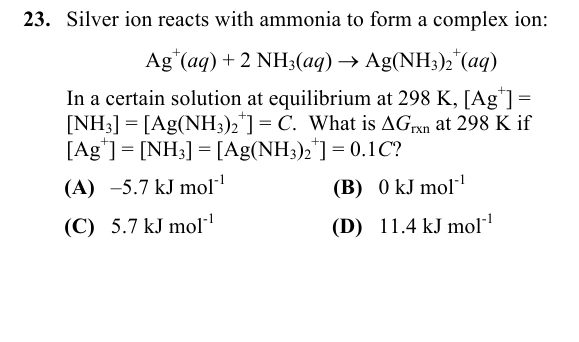 23. Silver ion reacts with ammonia to form a complex ion:
Ag⁺(aq) + 2 NH₃(aq) → Ag(NH₃)₂⁺(aq)
In a certain solution at equilibrium at 298 K, [Ag⁺] =
[NH₃] = [Ag(NH₃)₂⁺] = C. What is ΔGᵣₓₙ at 298 K if
[Ag⁺] = [NH₃] = [Ag(NH₃)₂⁺] = 0.1C?
(A) –5.7 kJ mol⁻¹ (B) 0 kJ mol⁻¹
(C) 5.7 kJ mol⁻¹ (D) 11.4 kJ mol⁻¹